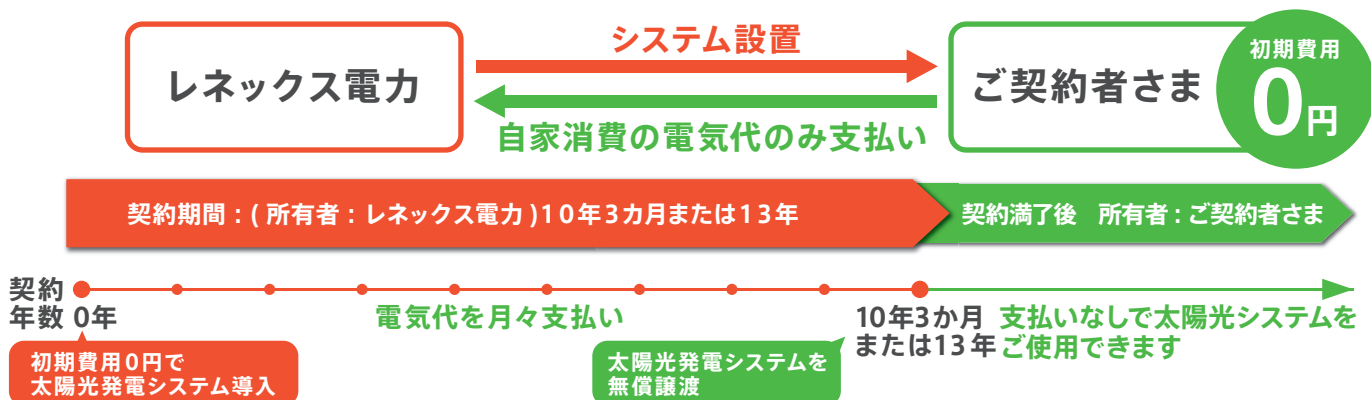 レネックス電力
システム設置
自家消費の電気代のみ支払い
ご契約者さま
初期費用
0円
契約期間：( 所有者：レネックス電力 )10年3カ月または13年
契約満了後　所有者：ご契約者さま
契約
年数 0年
電気代を月々支払い
10年3か月
または13年
支払いなしで太陽光システムを
ご使用できます
初期費用0円で
太陽光発電システム導入
太陽光発電システムを
無償譲渡